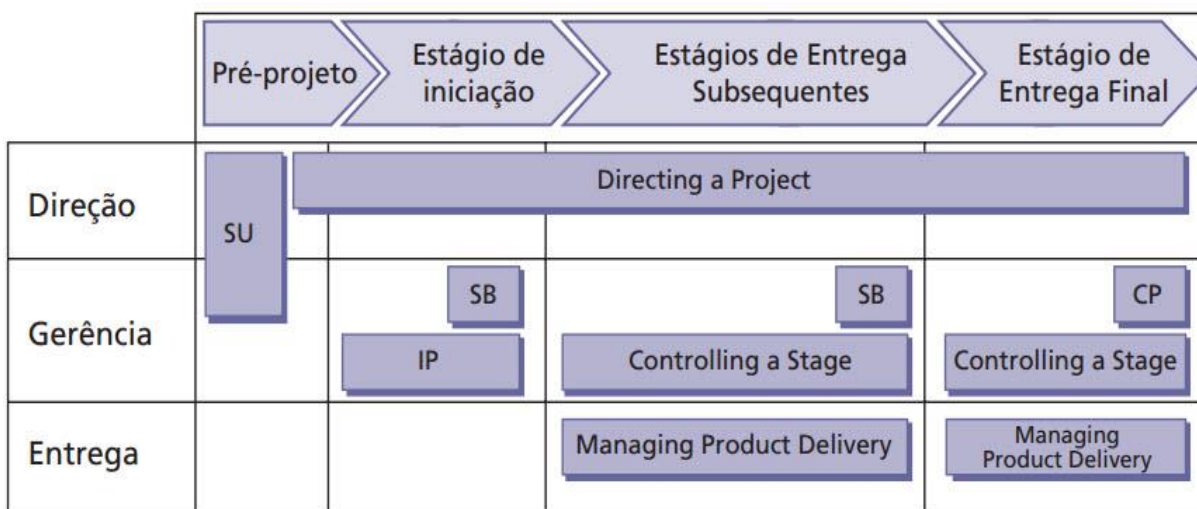 Pré-projeto
Estágio de
iniciação
Estágios de Entrega
Subsequentes
Estágio de
Entrega Final
Direção
SU
Directing a Project
Gerência
SB
SB
CP
IP
Controlling a Stage
Controlling a Stage
Entrega
Managing Product Delivery
Managing
Product Delivery